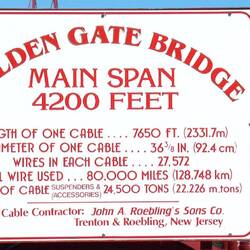 LDEN GATE BRIDGE
MAIN SPAN
4200 FEET
GTH OF ONE CABLE .... 7650 FT. (2331.7m)
AMETER OF ONE CABLE . 36 3/8 IN. (92.4 cm)
WIRES IN EACH CABLE .... 27,572
L WIRE USED ... 80,000 MILES (128,748 km)
OF CABLE SUSPENDERS & (ACCESSORIES) 24,500 TONS (22,226 m.tons)
Cable Contractor: John A. Roebling's Sons Co.
Trenton & Roebling, New Jersey